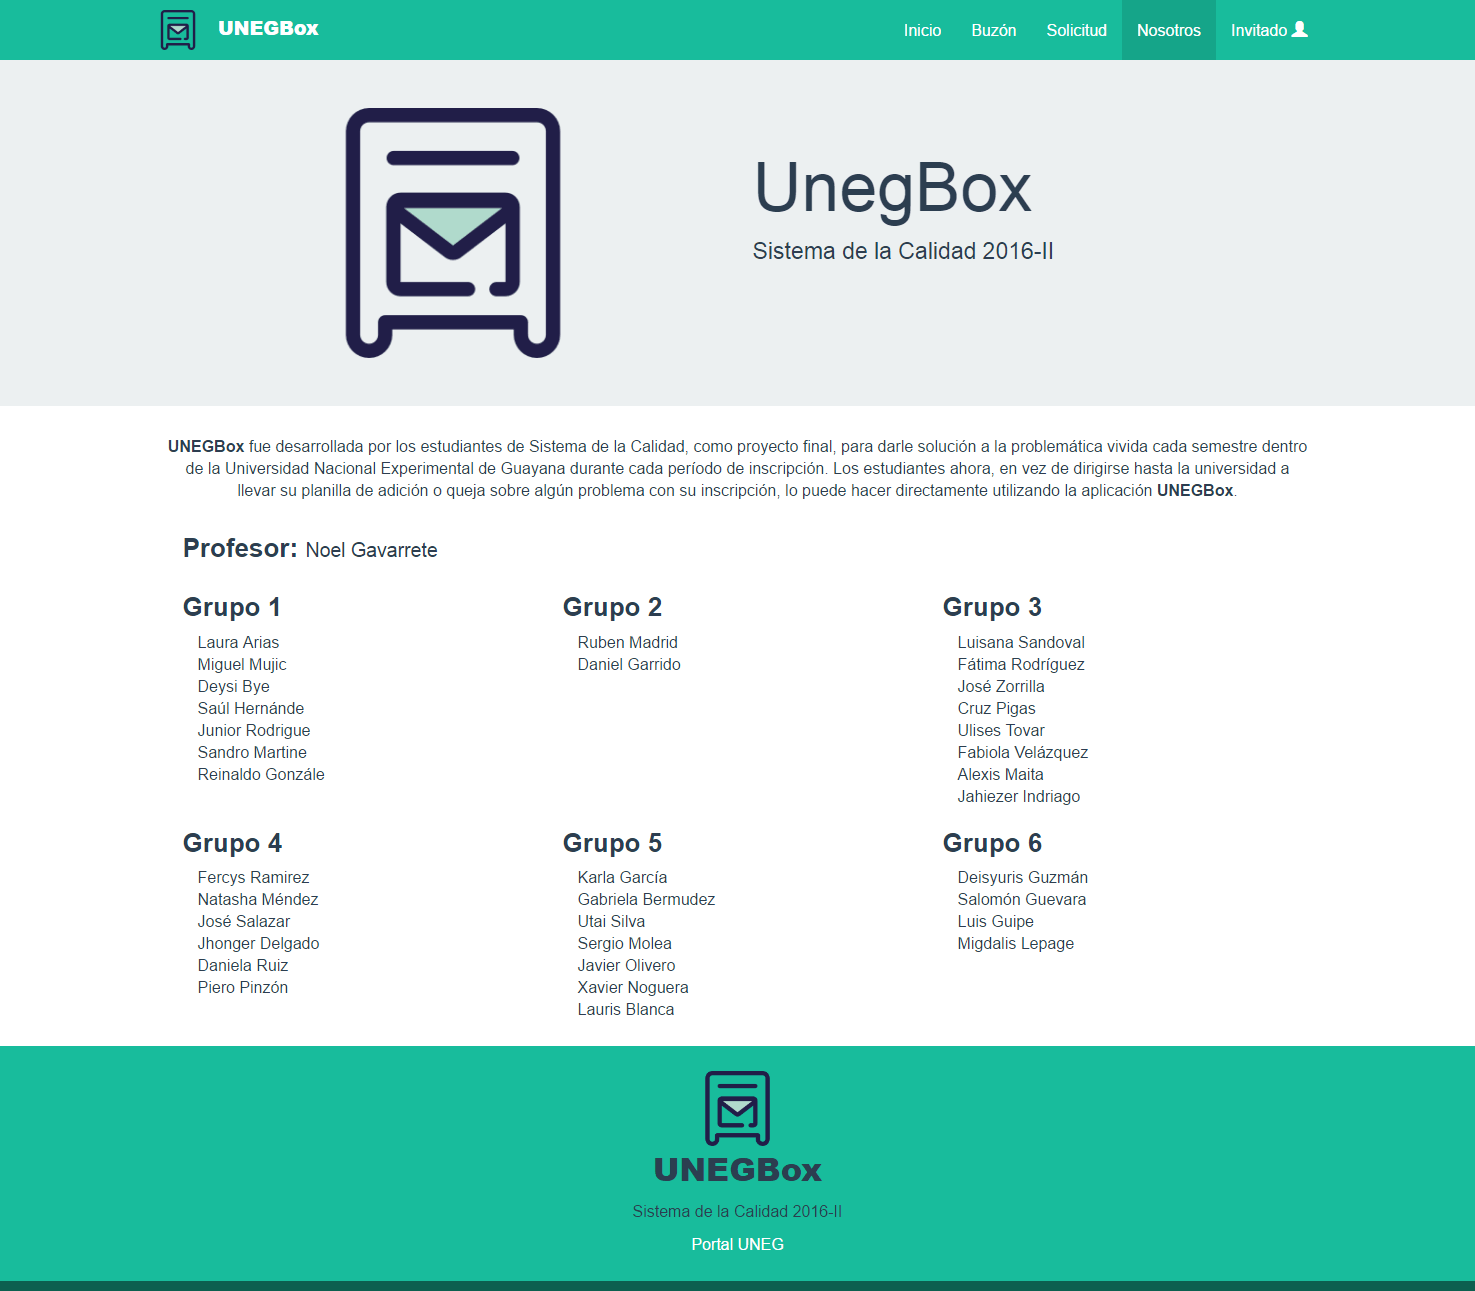 UNEGBox
Inicio
Buzón
Solicitud
Nosotros
Invitado
UnegBox
Sistema de la Calidad 2016-II
UNEGBox fue desarrollada por los estudiantes de Sistema de la Calidad, como proyecto final, para darle solución a la problemática vivida cada semestre dentro
de la Universidad Nacional Experimental de Guayana durante cada período de inscripción. Los estudiantes ahora, en vez de dirigirse hasta la universidad a
llevar su planilla de adición o queja sobre algún problema con su inscripción, lo puede hacer directamente utilizando la aplicación UNEGBox.
Profesor: Noel Gavarrete
Grupo 1
Laura Arias
Miguel Mujic
Deysi Bye
Saúl Hernánde
Junior Rodrigue
Sandro Martine
Reinaldo Gonzále
Grupo 2
Ruben Madrid
Daniel Garrido
Grupo 3
Luisana Sandoval
Fátima Rodríguez
José Zorrilla
Cruz Pigas
Ulises Tovar
Fabiola Velázquez
Alexis Maita
Jahiezer Indriago
Grupo 4
Fercys Ramirez
Natasha Méndez
José Salazar
Jhonger Delgado
Daniela Ruiz
Piero Pinzón
Grupo 5
Karla García
Gabriela Bermudez
Utai Silva
Sergio Molea
Javier Olivero
Xavier Noguera
Lauris Blanca
Grupo 6
Deisyuris Guzmán
Salomón Guevara
Luis Guipe
Migdalis Lepage
UNEGBox
Sistema de la Calidad 2016-II
Portal UNEG